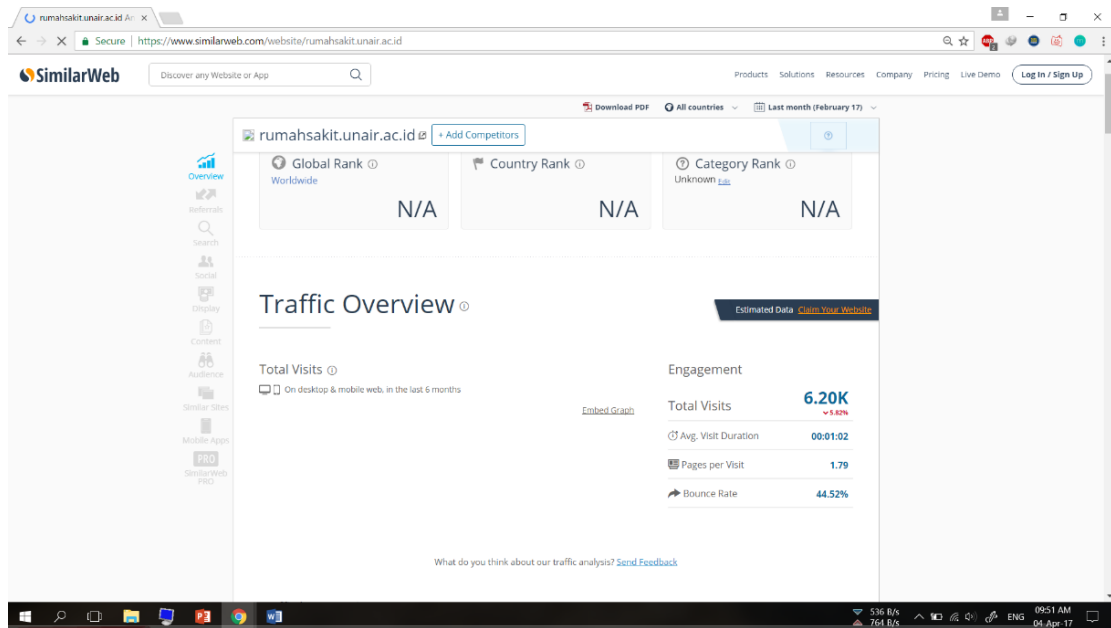 rumahsakit.unair.ac.id An
Secure | https://www.similarweb.com/website/rumahsakit.unair.ac.id
SimilarWeb
Discover any Website or App
Products Solutions Resources Company Pricing Live Demo Log In / Sign Up
Download PDF All countries Last month (February 17)
rumahsakit.unair.ac.id + Add Competitors
Overview
Referrals
Search
Social
Display
Content
Audience
Similar Sites
Mobile Apps
PRO
SimilarWeb
PRO
Global Rank
Worldwide
N/A
Country Rank
N/A
Category Rank
Unknown Edit
N/A
Traffic Overview
Estimated Data Claim Your Website
Total Visits
On desktop & mobile web, in the last 6 months
Embed Graph
Engagement
Total Visits 6.20K
5.82%
Avg. Visit Duration 00:01:02
Pages per Visit 1.79
Bounce Rate 44.52%
What do you think about our traffic analysis? Send Feedback
536 B/s
764 B/s
ENG
09:51 AM
04-Apr-17